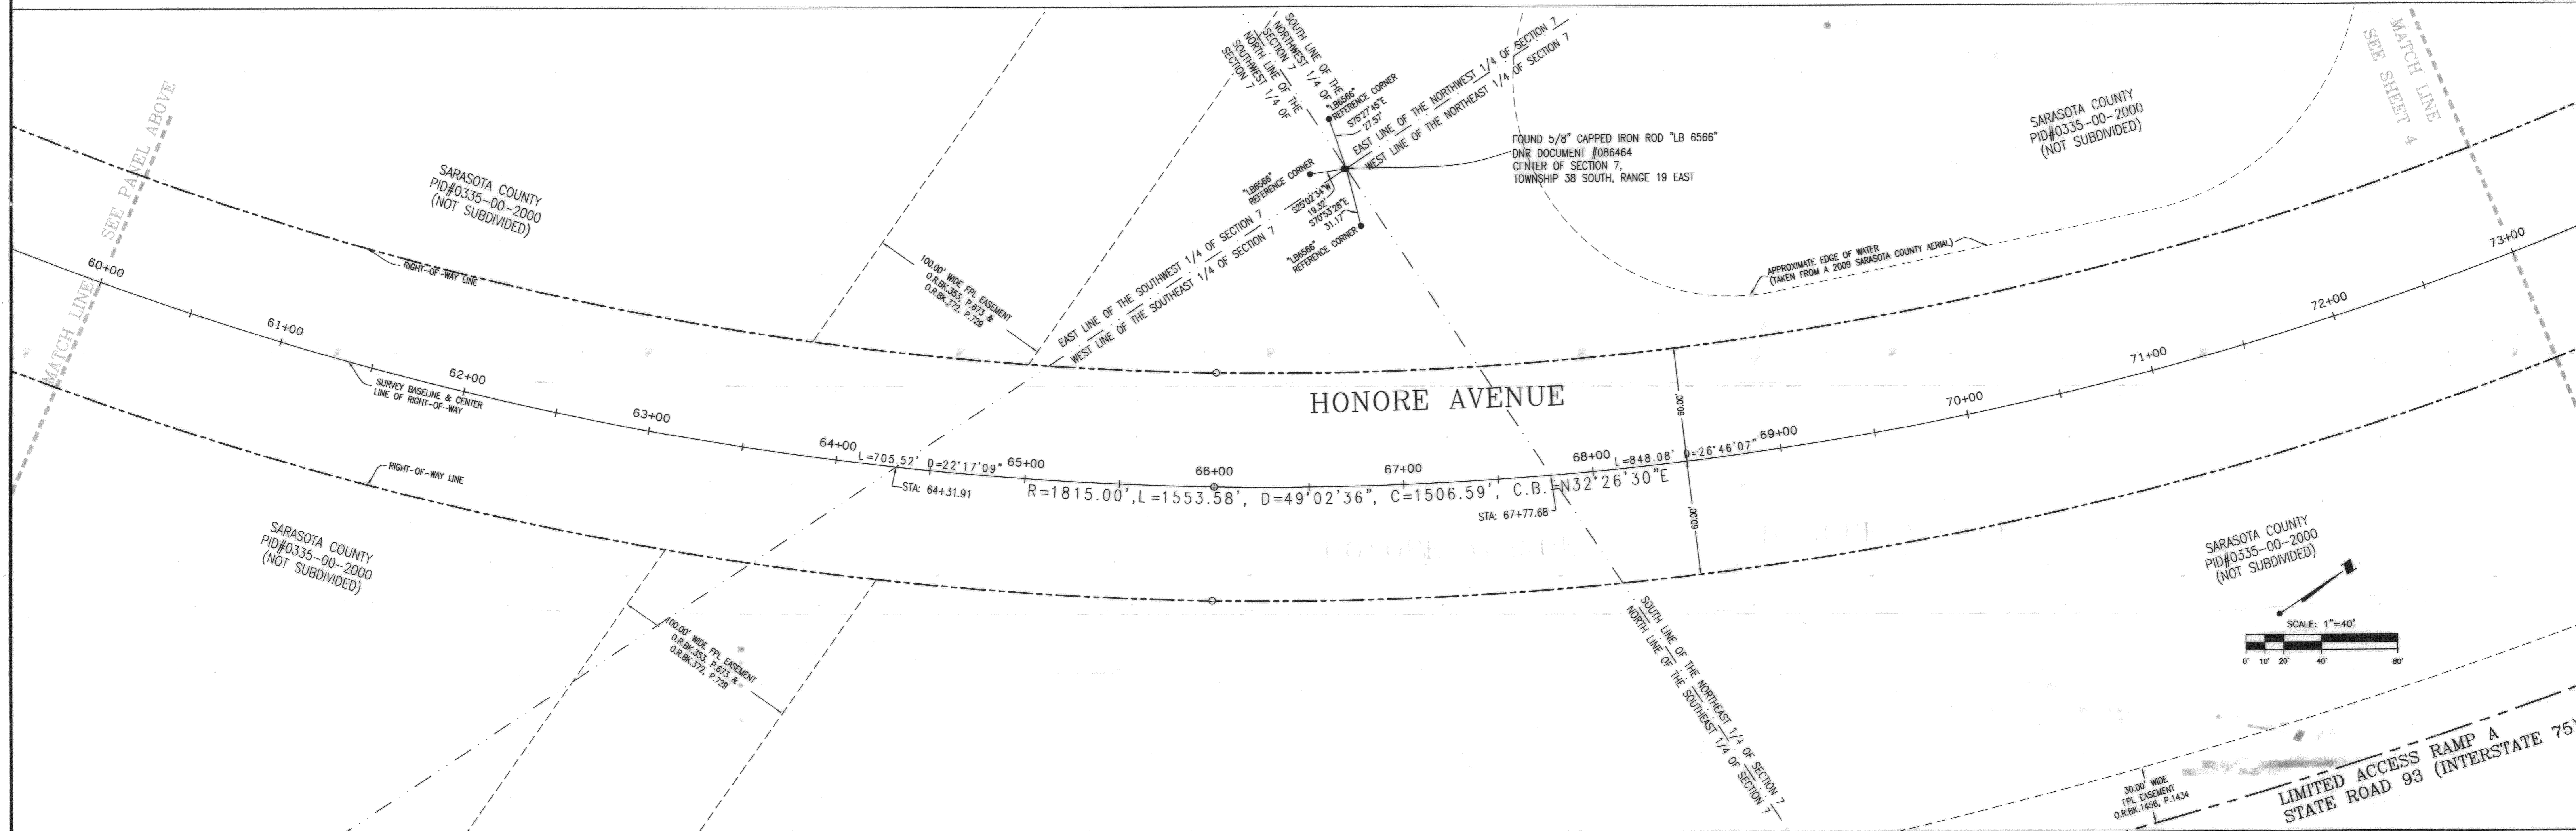 MATCH LINE SEE PANEL ABOVE
SARASOTA COUNTY
PID#0335-00-2000
(NOT SUBDIVIDED)
RIGHT-OF-WAY LINE
100.00' WIDE FPL EASEMENT
O.R.BK.353, P.673 &
O.R.BK.372, P.729
SOUTH LINE OF THE
NORTHWEST 1/4 OF
SECTION 7
NORTH LINE OF THE
SOUTHWEST 1/4 OF
SECTION 7
"LB6566"
REFERENCE CORNER
S75°27'45"E
27.57'
EAST LINE OF THE NORTHWEST 1/4 OF SECTION 7
WEST LINE OF THE NORTHEAST 1/4 OF SECTION 7
FOUND 5/8" CAPPED IRON ROD "LB 6566"
DNR DOCUMENT #086464
CENTER OF SECTION 7,
TOWNSHIP 38 SOUTH, RANGE 19 EAST
"LB6566"
REFERENCE CORNER
S25°02'34"W
19.32'
S70°53'28"E
31.17'
"LB6566"
REFERENCE CORNER
EAST LINE OF THE SOUTHWEST 1/4 OF SECTION 7
WEST LINE OF THE SOUTHEAST 1/4 OF SECTION 7
SARASOTA COUNTY
PID#0335-00-2000
(NOT SUBDIVIDED)
APPROXIMATE EDGE OF WATER
(TAKEN FROM A 2009 SARASOTA COUNTY AERIAL)
MATCH LINE
SEE SHEET 4
60+00
61+00
62+00
63+00
64+00
65+00
66+00
67+00
68+00
69+00
70+00
71+00
72+00
73+00
SURVEY BASELINE & CENTER
LINE OF RIGHT-OF-WAY
HONORE AVENUE
60.00'
60.00'
L=705.52' D=22°17'09"
L=848.08' D=26°46'07"
STA: 64+31.91
R=1815.00',L=1553.58', D=49°02'36", C=1506.59', C.B.=N32°26'30"E
STA: 67+77.68
RIGHT-OF-WAY LINE
SARASOTA COUNTY
PID#0335-00-2000
(NOT SUBDIVIDED)
100.00' WIDE FPL EASEMENT
O.R.BK.353, P.673 &
O.R.BK.372, P.729
SOUTH LINE OF THE NORTHEAST 1/4 OF SECTION 7
NORTH LINE OF THE SOUTHEAST 1/4 OF SECTION 7
SARASOTA COUNTY
PID#0335-00-2000
(NOT SUBDIVIDED)
SCALE: 1"=40'
0' 10' 20' 40' 80'
30.00' WIDE
FPL EASEMENT
O.R.BK.1456, P.1434
LIMITED ACCESS RAMP A
STATE ROAD 93 (INTERSTATE 75)